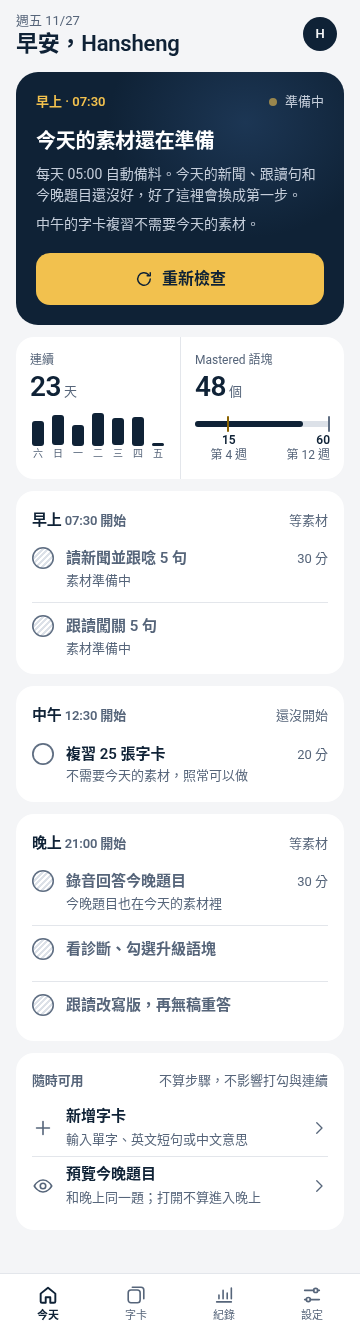 週五 11/27
早安，Hansheng
H
早上 · 07:30
準備中
今天的素材還在準備
每天 05:00 自動備料。今天的新聞、跟讀句和
今晚題目還沒好，好了這裡會換成第一步。
中午的字卡複習不需要今天的素材。
重新檢查
連續
23 天
六 日 一 二 三 四 五
Mastered 語塊
48 個
15 60
第 4 週 第 12 週
早上 07:30 開始
等素材
讀新聞並跟唸 5 句
30 分
素材準備中
跟讀闖關 5 句
素材準備中
中午 12:30 開始
還沒開始
複習 25 張字卡
20 分
不需要今天的素材，照常可以做
晚上 21:00 開始
等素材
錄音回答今晚題目
30 分
今晚題目也在今天的素材裡
看診斷、勾選升級語塊
跟讀改寫版，再無稿重答
隨時可用
不算步驟，不影響打勾與連續
新增字卡
輸入單字、英文短句或中文意思
預覽今晚題目
和晚上同一題；打開不算進入晚上
今天 字卡 紀錄 設定